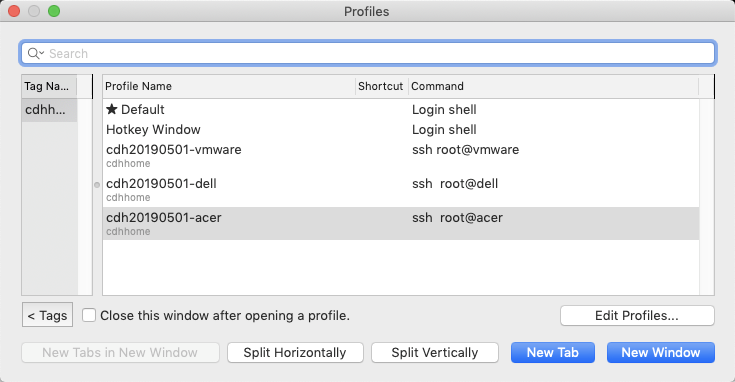 Profiles
Search
Tag Na...
Profile Name Shortcut Command
cdhh...
★ Default Login shell
Hotkey Window Login shell
cdh20190501-vmware ssh root@vmware
cdhhome
cdh20190501-dell ssh  root@dell
cdhhome
cdh20190501-acer ssh  root@acer
cdhhome
< Tags Close this window after opening a profile. Edit Profiles...
New Tabs in New Window Split Horizontally Split Vertically New Tab New Window